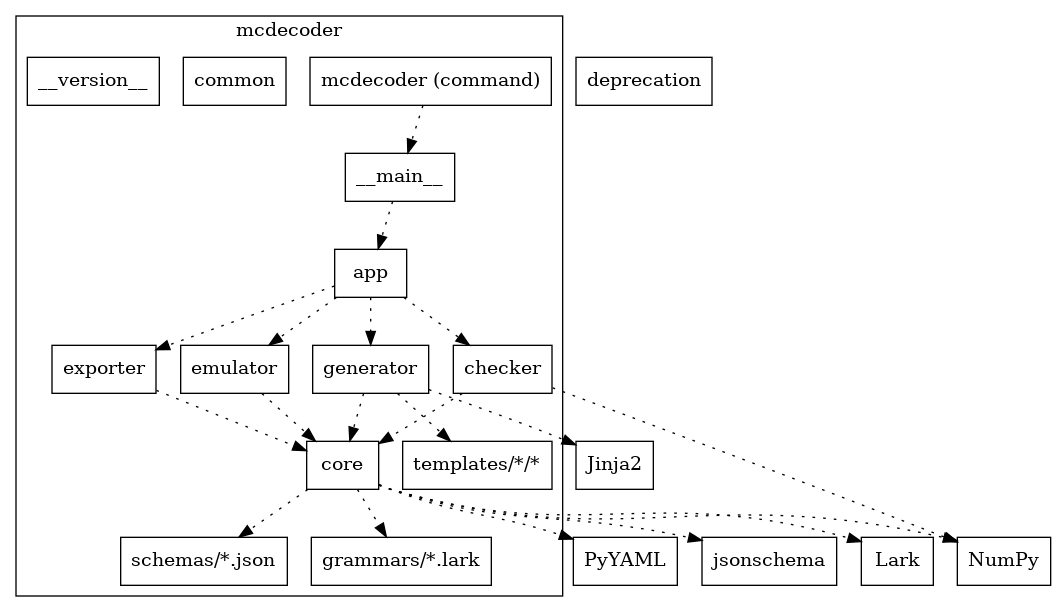 mcdecoder
__version__
common
mcdecoder (command)
deprecation
__main__
app
exporter
emulator
generator
checker
core
templates/*/*
Jinja2
schemas/*.json
grammars/*.lark
PyYAML
jsonschema
Lark
NumPy